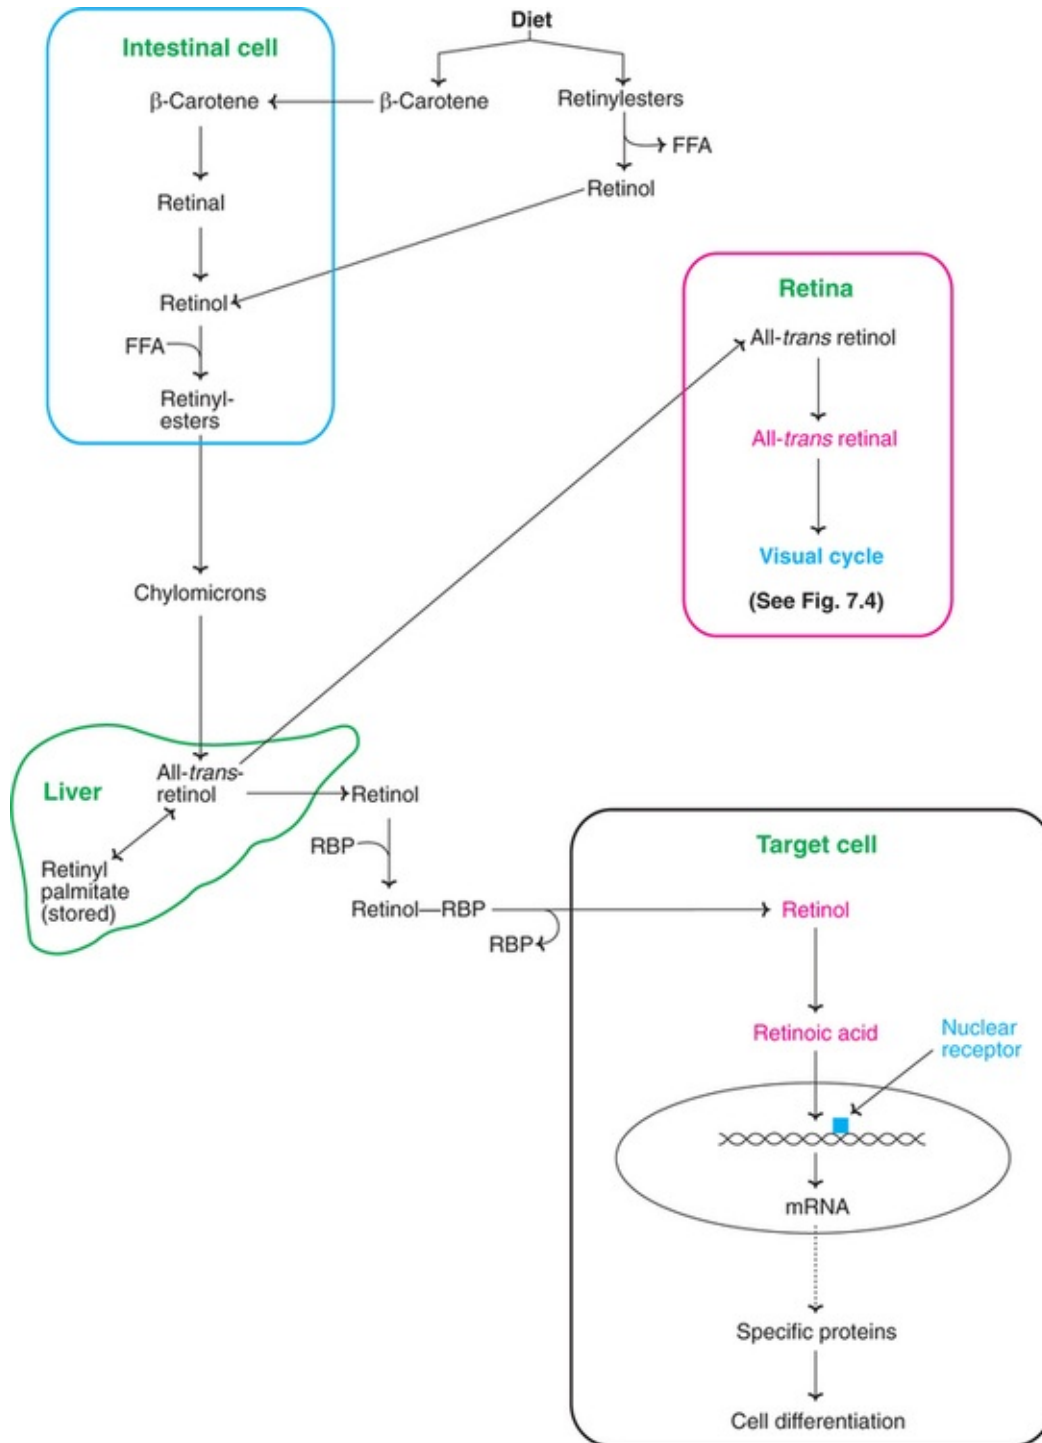 Diet
Intestinal cell
β-Carotene
β-Carotene
Retinylesters
FFA
Retinal
Retinol
Retinol
FFA
Retinyl-
esters
Retina
All-trans retinol
All-trans retinal
Visual cycle
(See Fig. 7.4)
Chylomicrons
Liver
All-trans-
retinol
Retinol
RBP
Retinyl
palmitate
(stored)
Retinol—RBP
RBP
Target cell
Retinol
Retinoic acid
Nuclear
receptor
mRNA
Specific proteins
Cell differentiation